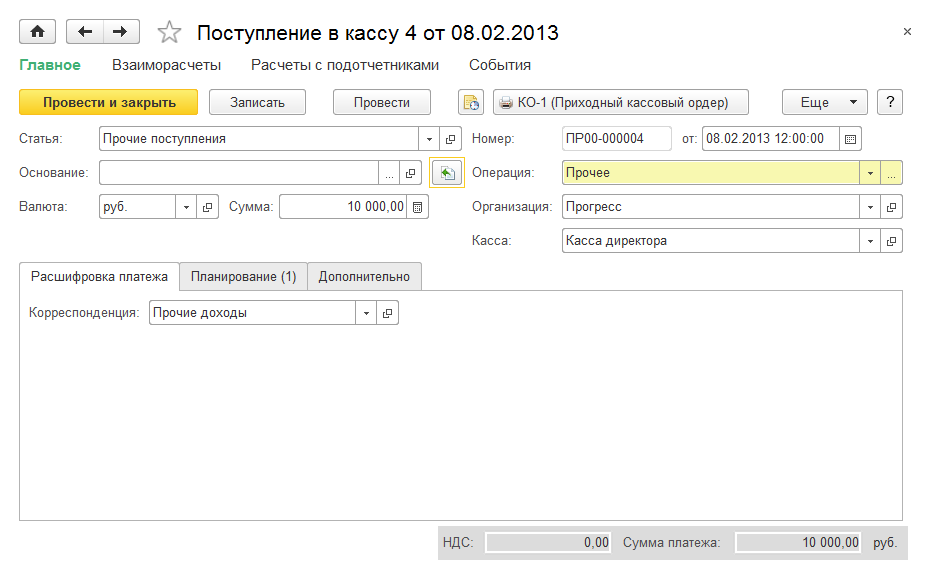 Поступление в кассу 4 от 08.02.2013
Главное Взаиморасчеты Расчеты с подотчетниками События
Провести и закрыть Записать Провести КО-1 (Приходный кассовый ордер) Еще ?
Статья: Прочие поступления Номер: ПР00-000004 от: 08.02.2013 12:00:00
Основание: ... Операция: Прочее ...
Валюта: руб. Сумма: 10 000,00 Организация: Прогресс
Касса: Касса директора
Расшифровка платежа Планирование (1) Дополнительно
Корреспонденция: Прочие доходы
НДС: 0,00 Сумма платежа: 10 000,00 руб.